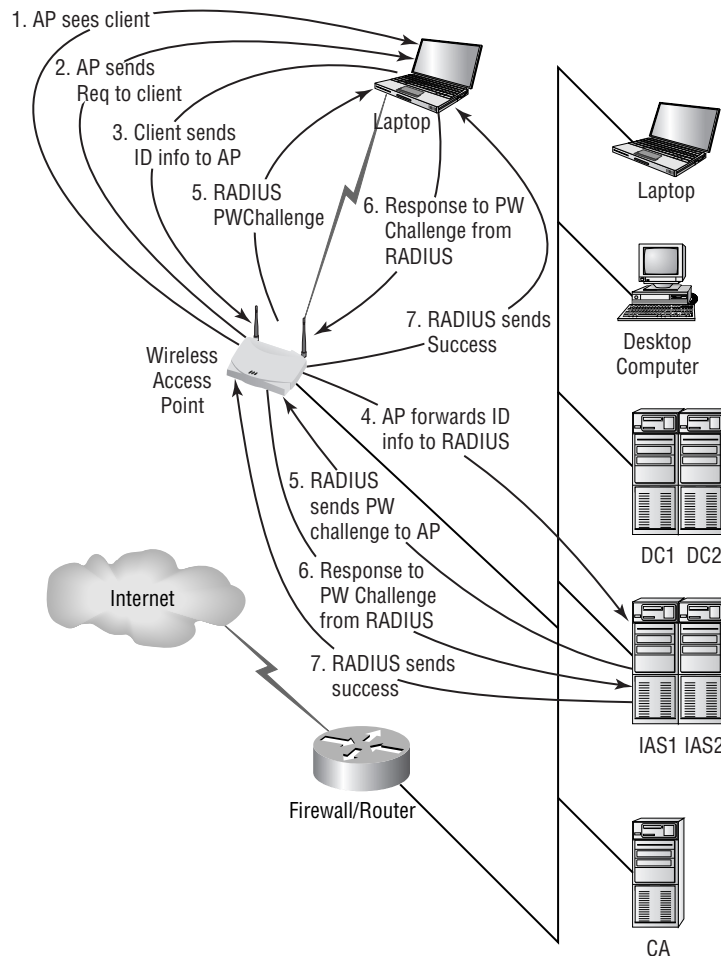 1. AP sees client
2. AP sends
Req to client
3. Client sends
ID info to AP
Laptop
5. RADIUS
PWChallenge
6. Response to PW
Challenge from
RADIUS
7. RADIUS sends
Success
Wireless
Access
Point
4. AP forwards ID
info to RADIUS
5. RADIUS
sends PW
challenge to AP
6. Response to
PW Challenge
from RADIUS
7. RADIUS sends
success
Internet
Firewall/Router
Laptop
Desktop
Computer
DC1 DC2
IAS1 IAS2
CA